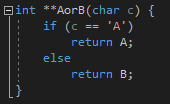 int **AorB(char c) {
if (c == 'A')
return A;
else
return B;
}